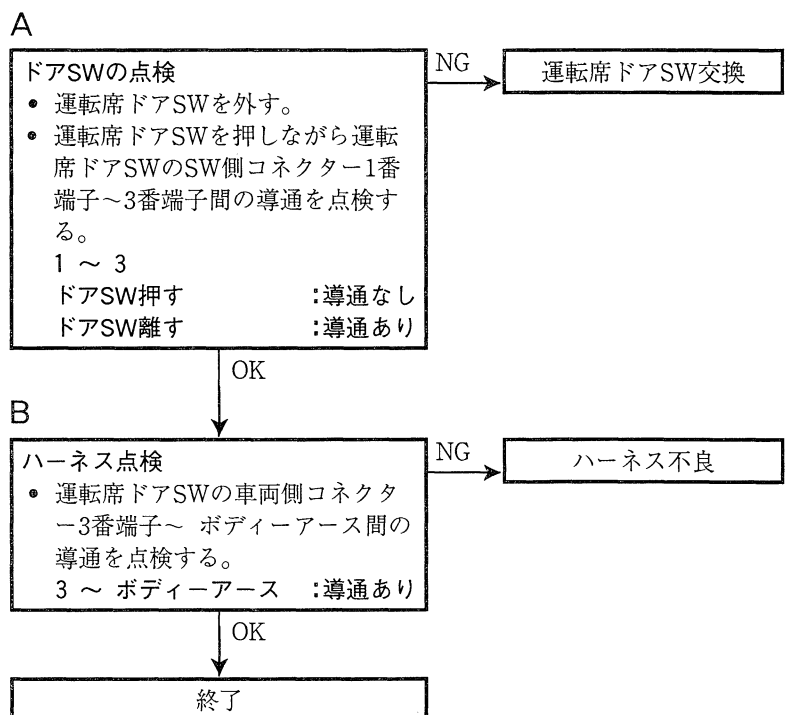 A
ドアSWの点検
NG
運転席ドアSW交換
• 運転席ドアSWを外す。
• 運転席ドアSWを押しながら運転
席ドアSWのSW側コネクター1番
端子～3番端子間の導通を点検す
る。
1 ～ 3
ドアSW押す :導通なし
ドアSW離す :導通あり
OK
B
ハーネス点検
NG
ハーネス不良
• 運転席ドアSWの車両側コネクタ
ー3番端子～ ボディーアース間の
導通を点検する。
3 ～ ボディーアース :導通あり
OK
終了